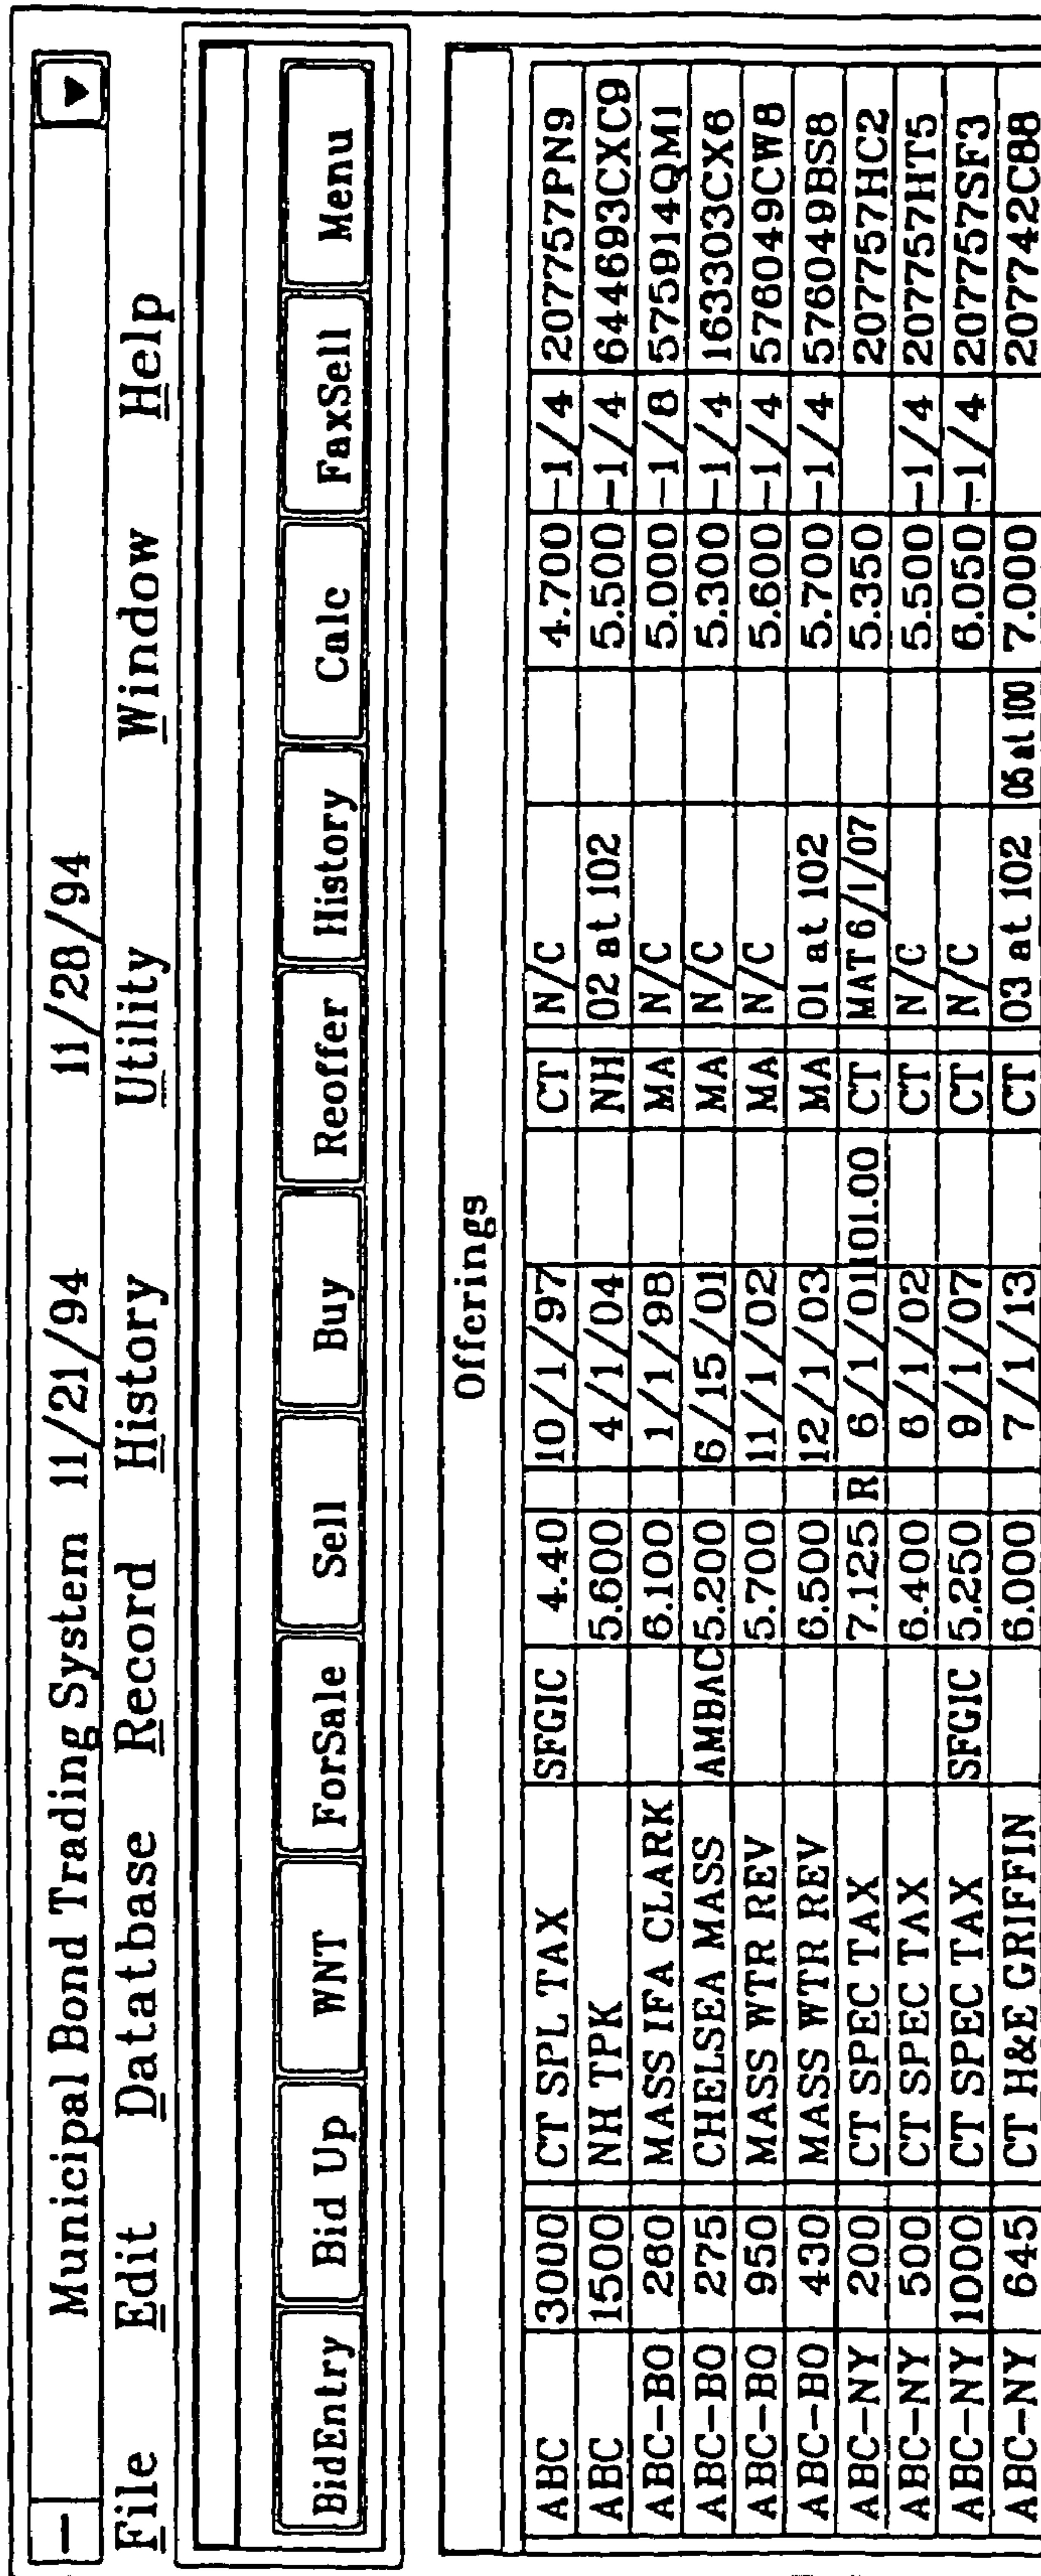 Municipal Bond Trading System 11/21/94 11/28/94
File Edit Datatbase Record History Utility Window Help
BidEntry Bid Up WNT ForSale Sell Buy Reoffer History Calc FaxSell Menu
Offerings
ABC 3000 CT SPL TAX SFGIC 4.40 10/1/97 CT N/C 4.700 -1/4 207757PN9
ABC 1500 NH TPK 5.600 4/1/04 NH 02 at 102 5.500 -1/4 644693CXC9
ABC-BO 260 MASS IFA CLARK 6.100 1/1/98 MA N/C 5.000 -1/8 575914QM1
ABC-BO 275 CHELSEA MASS AMBAC 5.200 6/15/01 MA N/C 5.300 -1/4 163303CX6
ABC-BO 950 MASS WTR REV 5.700 11/1/02 MA N/C 5.600 -1/4 576049CW8
ABC-BO 430 MASS WTR REV 6.500 12/1/03 MA 01 at 102 5.700 -1/4 576049BS8
ABC-NY 200 CT SPEC TAX 7.125 R 6/1/01 101.00 CT MAT 6/1/07 5.350 207757HC2
ABC-NY 500 CT SPEC TAX 6.400 6/1/02 CT N/C 5.500 -1/4 207757HT5
ABC-NY 1000 CT SPEC TAX SFGIC 5.250 9/1/07 CT N/C 6.050 -1/4 207757SF3
ABC-NY 645 CT H&E GRIFFIN 6.000 7/1/13 CT 03 at 102 05 at 100 7.000 207742C88